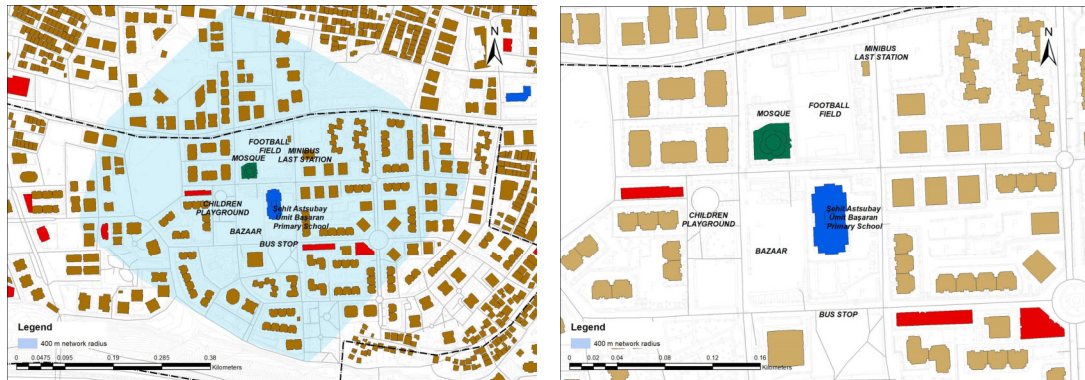 N
FOOTBALL
FIELD
MINIBUS
LAST STATION
MOSQUE
CHILDREN
PLAYGROUND
Şehit Astsubay
Ümit Başaran
Primary School
BAZAAR
BUS STOP
Legend
400 m network radius
0 0.0475 0.095 0.19 0.285 0.38
Kilometers
MINIBUS
LAST STATION
N
MOSQUE
FOOTBALL
FIELD
CHILDREN
PLAYGROUND
Şehit Astsubay
Ümit Başaran
Primary School
BAZAAR
BUS STOP
Legend
400 m network radius
0 0.02 0.04 0.08 0.12 0.16
Kilometers